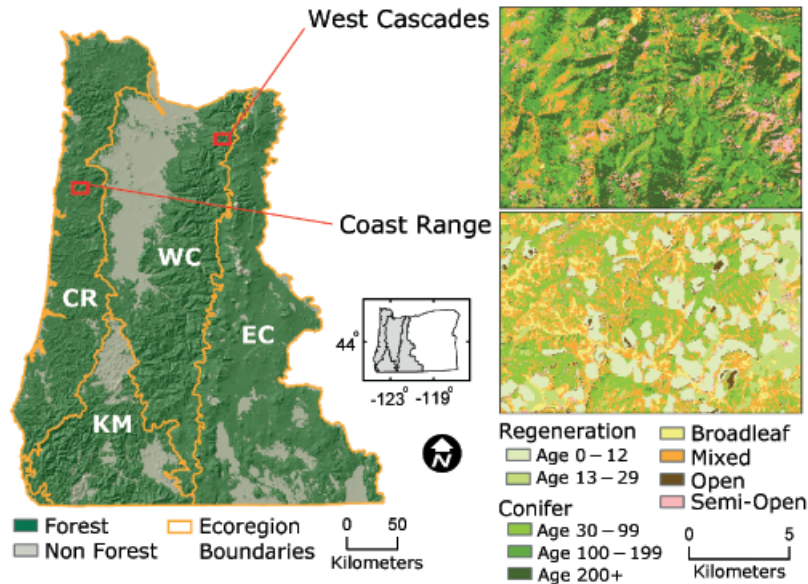 West Cascades
Coast Range
WC
CR
EC
KM
44°
-123° -119°
N
Forest
Non Forest
Ecoregion
Boundaries
0 50
Kilometers
Regeneration
Age 0 – 12
Age 13 – 29
Conifer
Age 30 – 99
Age 100 – 199
Age 200+
Broadleaf
Mixed
Open
Semi-Open
0 5
Kilometers